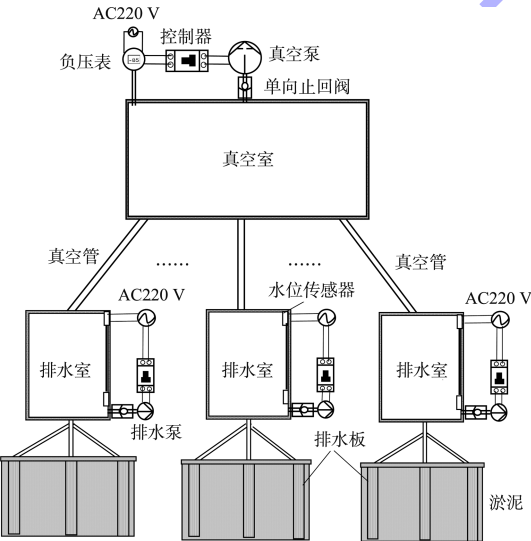 AC220 V
控制器
负压表
-85
真空泵
单向止回阀
真空室
真空管
……
……
真空管
AC220 V
水位传感器
AC220 V
排水室
排水室
排水室
排水泵
排水板
淤泥